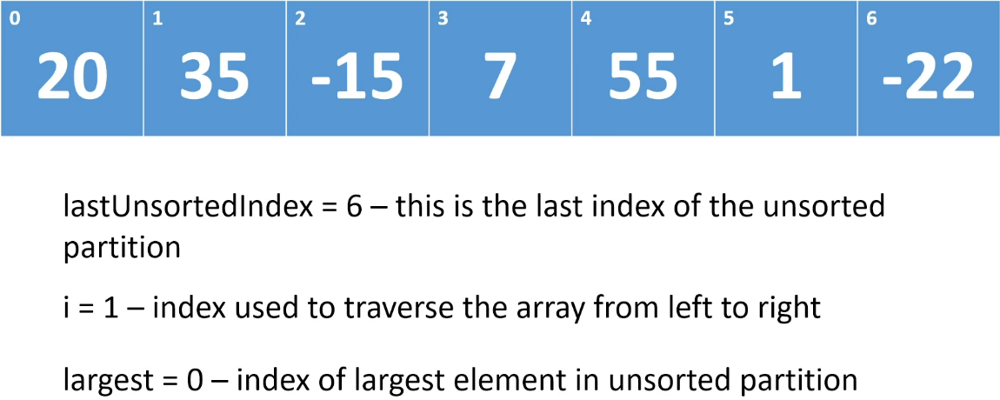 0 1 2 3 4 5 6
20 35 -15 7 55 1 -22
lastUnsortedIndex = 6 – this is the last index of the unsorted
partition
i = 1 – index used to traverse the array from left to right
largest = 0 – index of largest element in unsorted partition